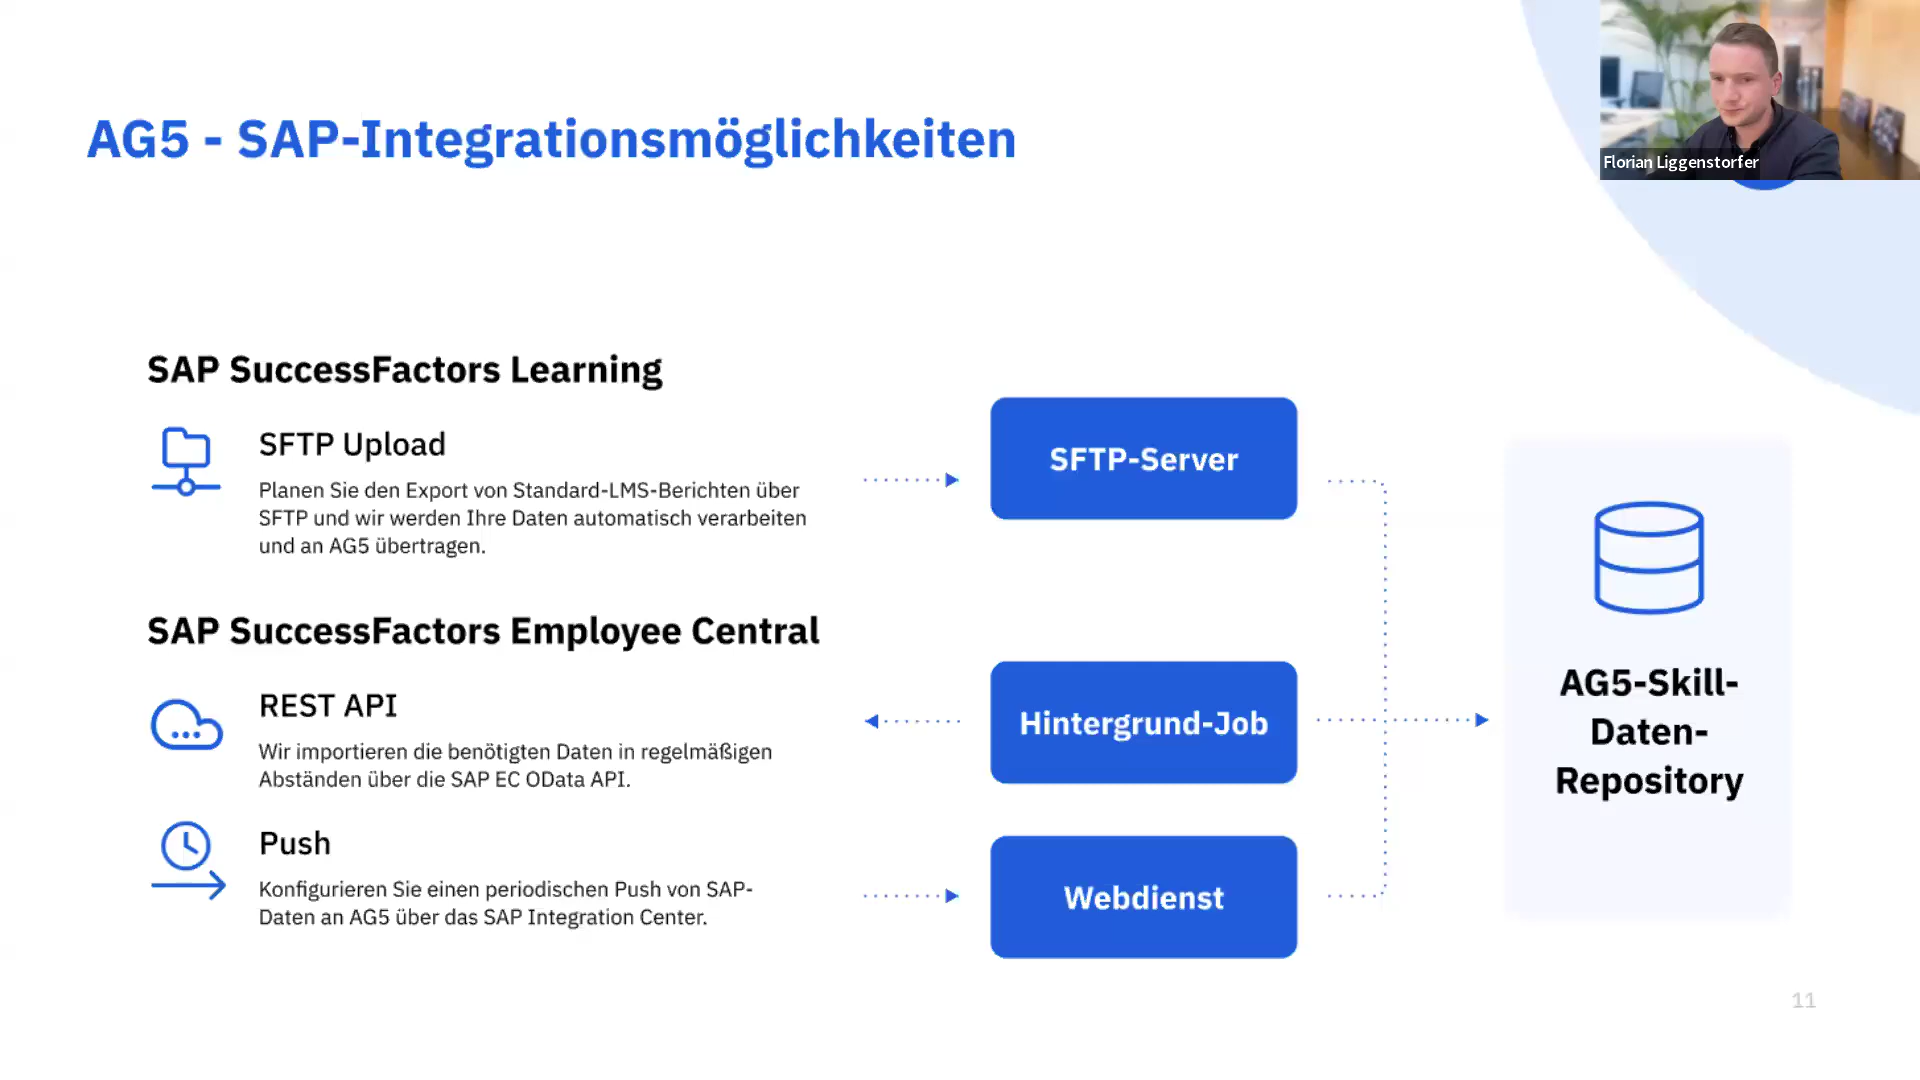 AG5 - SAP-Integrationsmöglichkeiten
Florian Liggenstorfer
SAP SuccessFactors Learning
SFTP Upload
Planen Sie den Export von Standard-LMS-Berichten über
SFTP und wir werden Ihre Daten automatisch verarbeiten
und an AG5 übertragen.
SFTP-Server
SAP SuccessFactors Employee Central
REST API
Wir importieren die benötigten Daten in regelmäßigen
Abständen über die SAP EC OData API.
Hintergrund-Job
Push
Konfigurieren Sie einen periodischen Push von SAP-
Daten an AG5 über das SAP Integration Center.
Webdienst
AG5-Skill-
Daten-
Repository
11